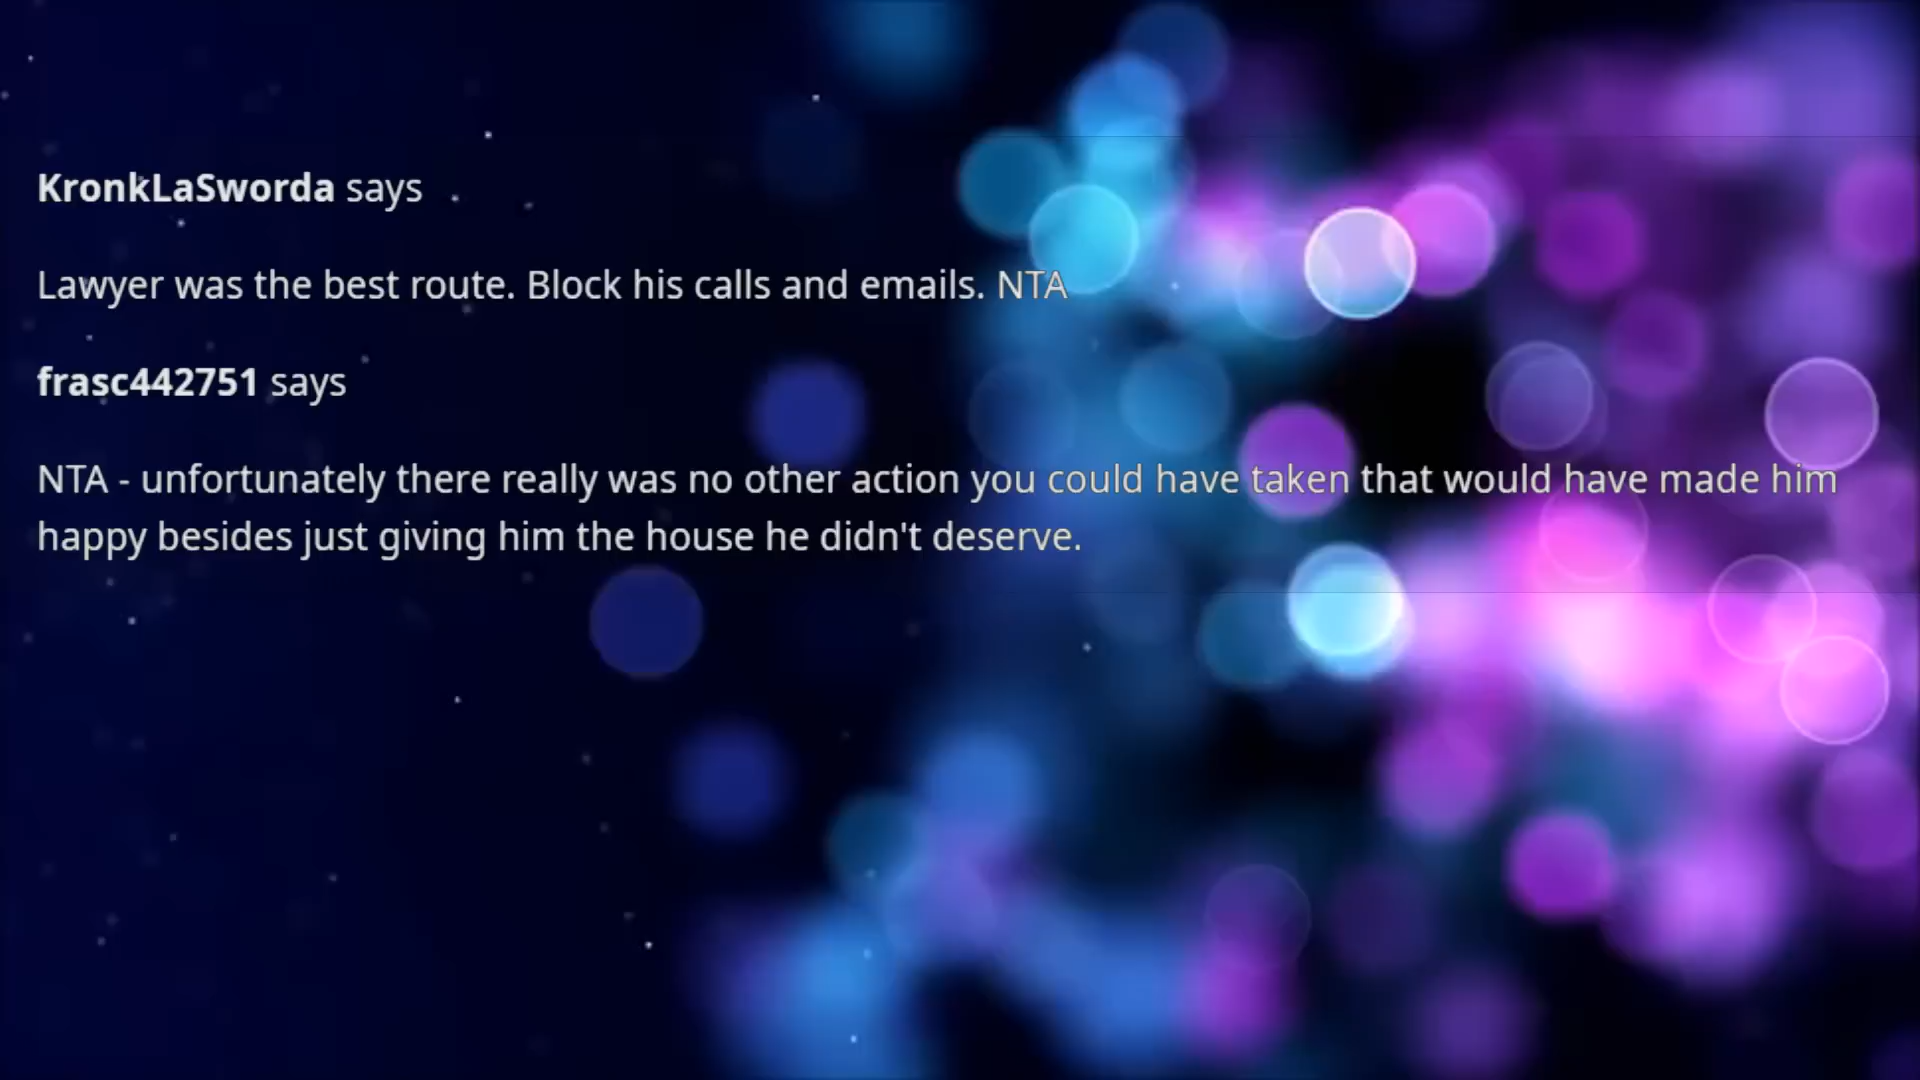 KronkLaSworda says
Lawyer was the best route. Block his calls and emails. NTA
frasc442751 says
NTA - unfortunately there really was no other action you could have taken that would have made him
happy besides just giving him the house he didn't deserve.